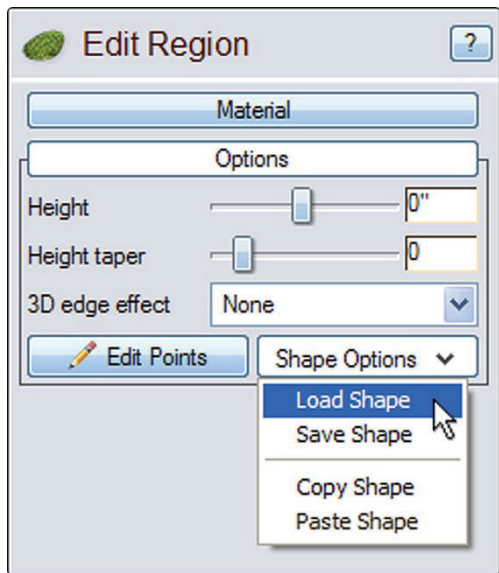 Edit Region ?
Material
Options
Height 0"
Height taper 0
3D edge effect None
Edit Points Shape Options
Load Shape
Save Shape
Copy Shape
Paste Shape